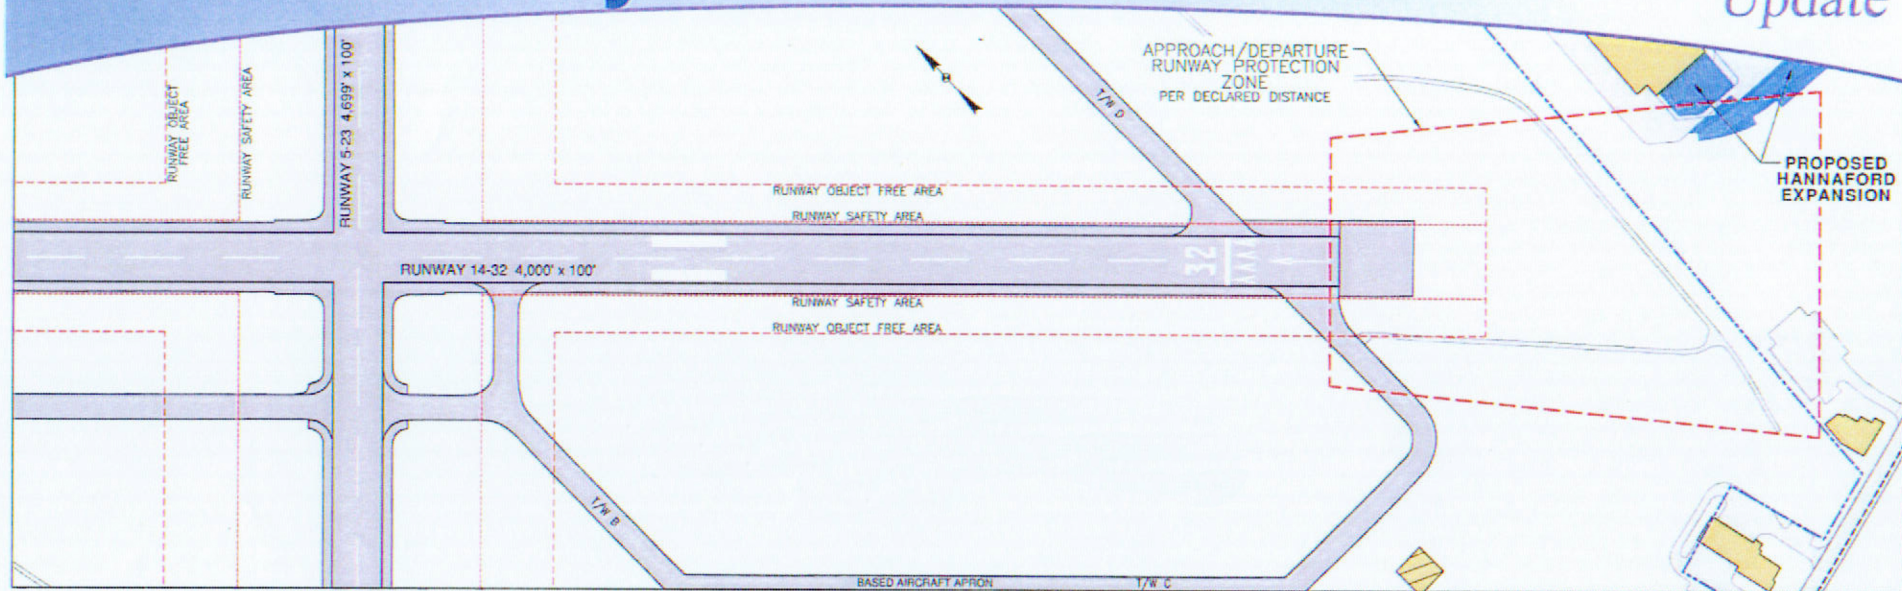 Update
RUNWAY OBJECT
FREE AREA
RUNWAY SAFETY AREA
RUNWAY 5-23 4,699' x 100'
T/W D
APPROACH/DEPARTURE
RUNWAY PROTECTION
ZONE
PER DECLARED DISTANCE
PROPOSED
HANNAFORD
EXPANSION
RUNWAY OBJECT FREE AREA
RUNWAY SAFETY AREA
32
RUNWAY 14-32 4,000' x 100'
RUNWAY SAFETY AREA
RUNWAY OBJECT FREE AREA
T/W B
BASED AIRCRAFT APRON
T/W C